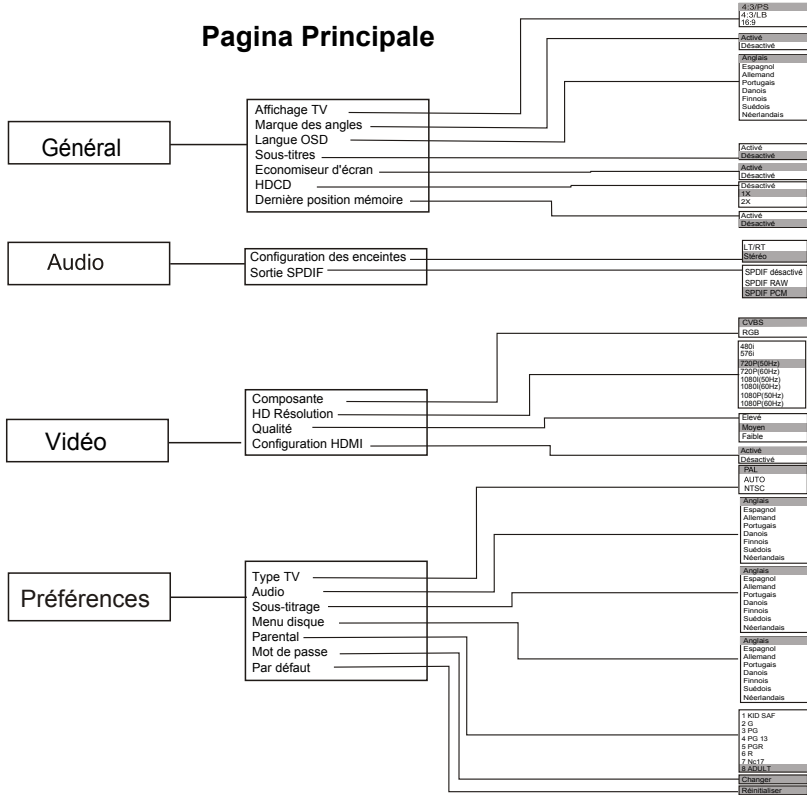 Pagina Principale
Général
Affichage TV
Marque des angles
Langue OSD
Sous-titres
Economiseur d'écran
HDCD
Dernière position mémoire
4:3/PS
4:3/LB
16:9
Activé
Désactivé
Anglais
Espagnol
Allemand
Portugais
Danois
Finnois
Suédois
Néerlandais
Activé
Désactivé
Activé
Désactivé
Désactivé
1X
2X
Activé
Désactivé
Audio
Configuration des enceintes
Sortie SPDIF
LT/RT
Stéréo
SPDIF désactivé
SPDIF RAW
SPDIF PCM
Vidéo
Composante
HD Résolution
Qualité
Configuration HDMI
CVBS
RGB
480i
576i
720P(50Hz)
720P(60Hz)
1080I(50Hz)
1080I(60Hz)
1080P(50Hz)
1080P(60Hz)
Elevé
Moyen
Faible
Activé
Désactivé
Préférences
Type TV
Audio
Sous-titrage
Menu disque
Parental
Mot de passe
Par défaut
PAL
AUTO
NTSC
Anglais
Espagnol
Allemand
Portugais
Danois
Finnois
Suédois
Néerlandais
Anglais
Espagnol
Allemand
Portugais
Danois
Finnois
Suédois
Néerlandais
Anglais
Espagnol
Allemand
Portugais
Danois
Finnois
Suédois
Néerlandais
1 KID SAF
2 G
3 PG
4 PG 13
5 PGR
6 R
7 Nc17
8 ADULT
Changer
Réinitialiser